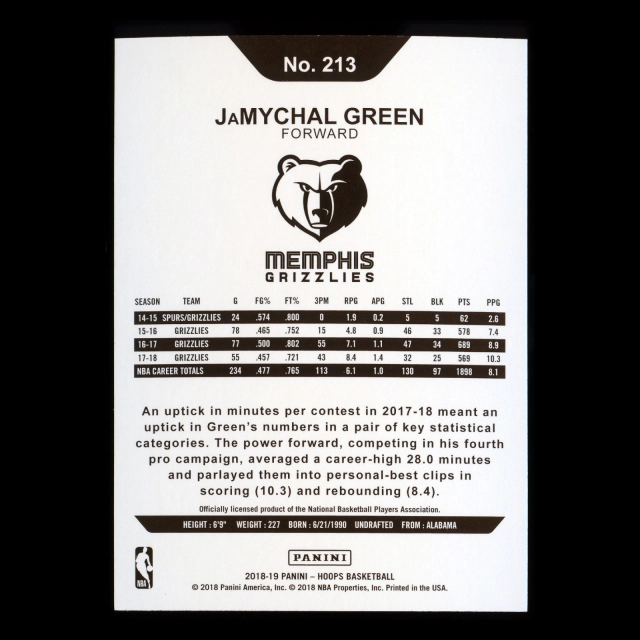 No. 213
JaMYCHAL GREEN
FORWARD
MEMPHIS
GRIZZLIES
SEASON TEAM G FG% FT% 3PM RPG APG STL BLK PTS PPG
14-15 SPURS/GRIZZLIES 24 .574 .800 0 1.9 0.2 5 5 62 2.6
15-16 GRIZZLIES 78 .465 .752 15 4.8 0.9 46 33 578 7.4
16-17 GRIZZLIES 77 .500 .802 55 7.1 1.1 47 34 689 8.9
17-18 GRIZZLIES 55 .457 .721 43 8.4 1.4 32 25 569 10.3
NBA CAREER TOTALS 234 .477 .765 113 6.1 1.0 130 97 1898 8.1
An uptick in minutes per contest in 2017-18 meant an
uptick in Green's numbers in a pair of key statistical
categories. The power forward, competing in his fourth
pro campaign, averaged a career-high 28.0 minutes
and parlayed them into personal-best clips in
scoring (10.3) and rebounding (8.4).
Officially licensed product of the National Basketball Players Association.
HEIGHT : 6'9" WEIGHT : 227 BORN : 6/21/1990 UNDRAFTED FROM : ALABAMA
PANINI
NBA
2018-19 PANINI – HOOPS BASKETBALL
© 2018 Panini America, Inc. © 2018 NBA Properties, Inc. Printed in the USA.